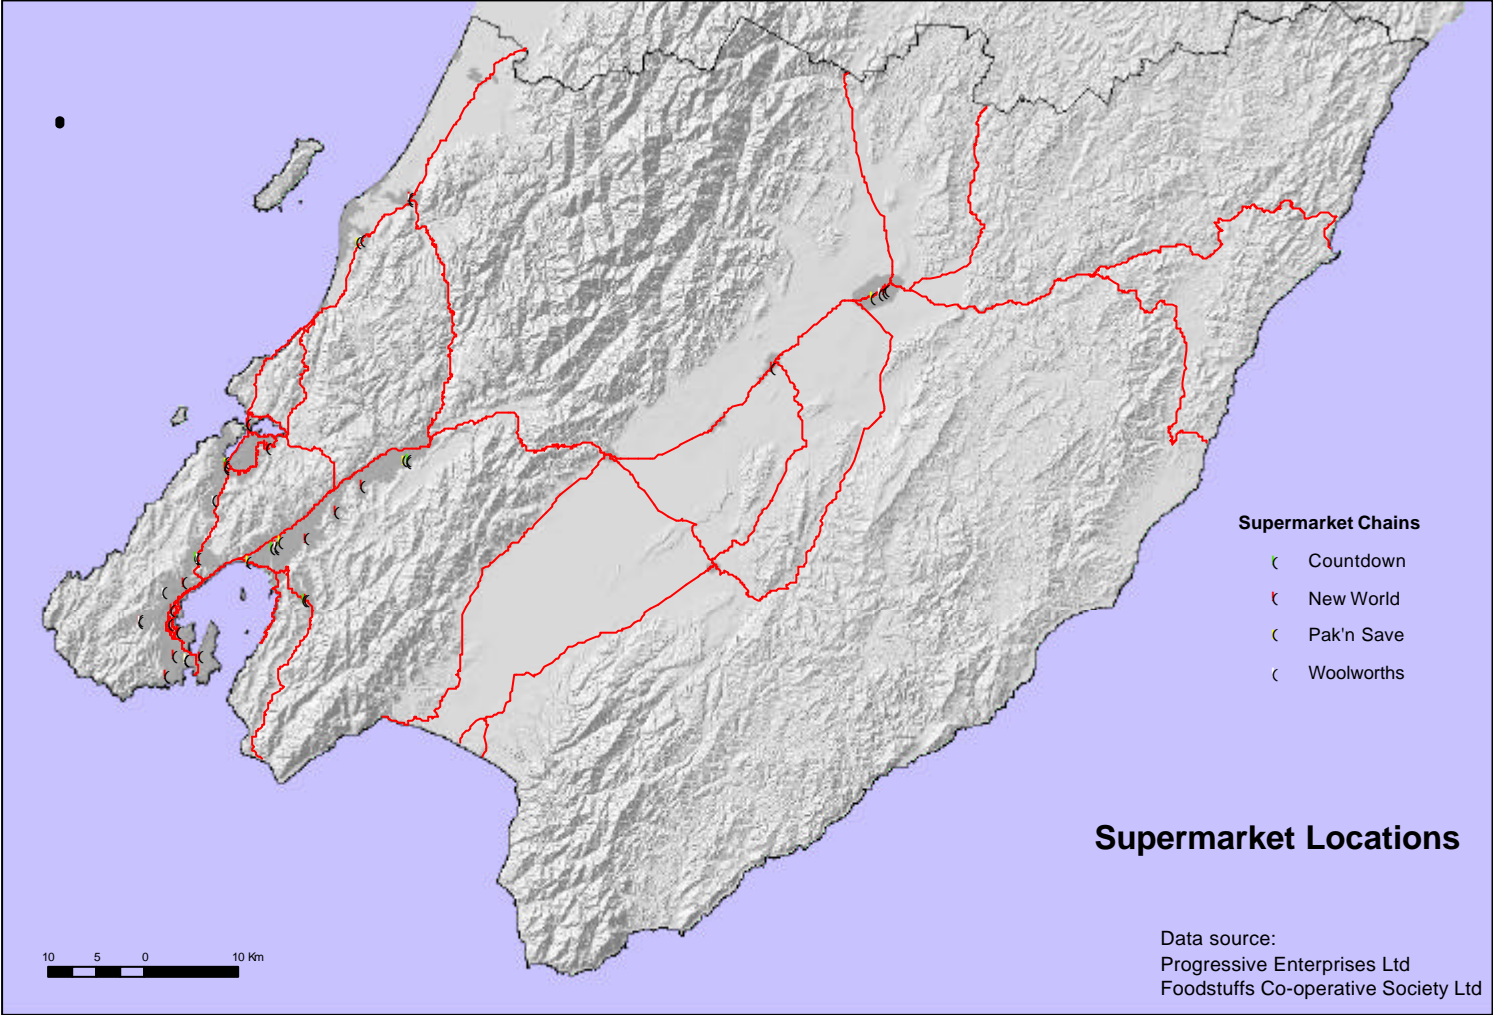 Supermarket Chains
Countdown
New World
Pak'n Save
Woolworths
Supermarket Locations
10 5 0 10 Km
Data source:
Progressive Enterprises Ltd
Foodstuffs Co-operative Society Ltd